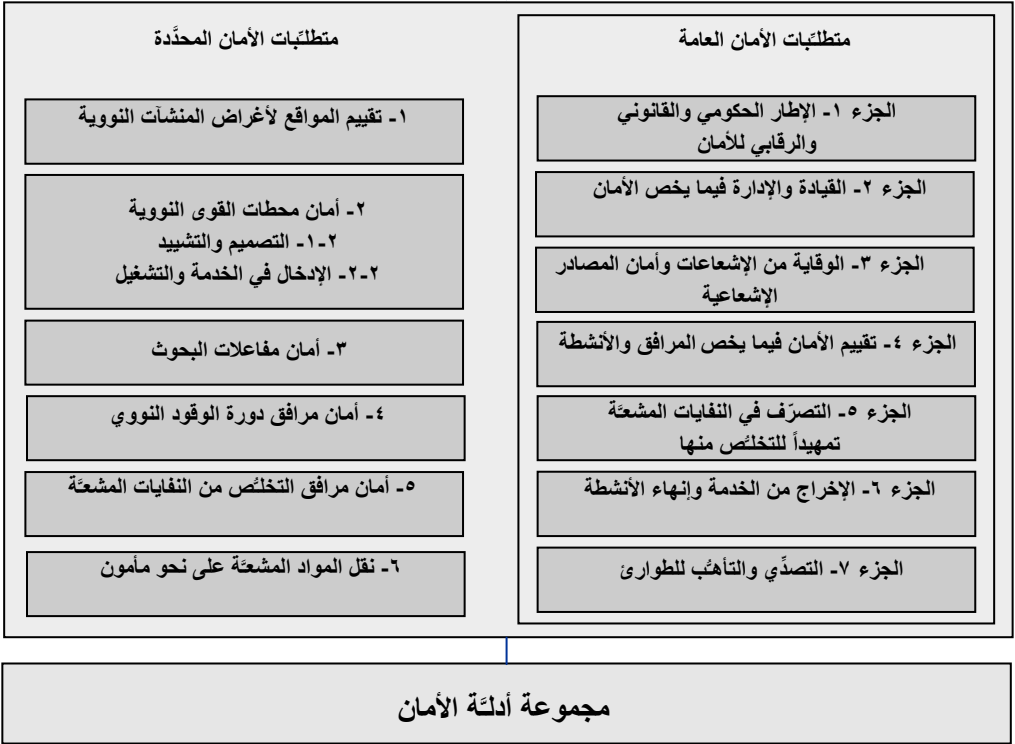 متطلّبات الأمان العامة
الجزء ١- الإطار الحكومي والقانوني
والرقابي للأمان
الجزء ٢- القيادة والإدارة فيما يخص الأمان
الجزء ٣- الوقاية من الإشعاعات وأمان المصادر
الإشعاعية
الجزء ٤- تقييم الأمان فيما يخص المرافق والأنشطة
الجزء ٥- التصرّف في النفايات المشعَّة
تمهيداً للتخلُّص منها
الجزء ٦- الإخراج من الخدمة وإنهاء الأنشطة
الجزء ٧- التصدِّي والتأهُّب للطوارئ
متطلّبات الأمان المحدَّدة
١- تقييم المواقع لأغراض المنشآت النووية
٢- أمان محطات القوى النووية
٢-١- التصميم والتشييد
٢-٢- الإدخال في الخدمة والتشغيل
٣- أمان مفاعلات البحوث
٤- أمان مرافق دورة الوقود النووي
٥- أمان مرافق التخلُّص من النفايات المشعَّة
٦- نقل المواد المشعَّة على نحو مأمون
مجموعة أدلَّة الأمان